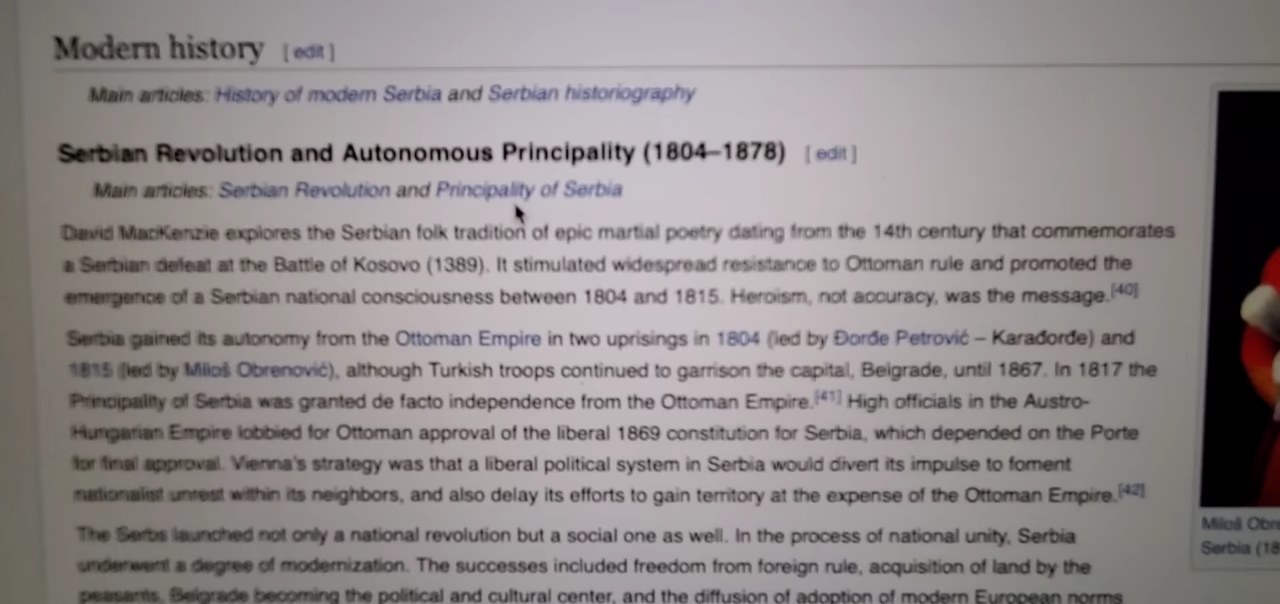 Modern history [ edit ]
Main articles: History of modern Serbia and Serbian historiography
Serbian Revolution and Autonomous Principality (1804–1878) [ edit ]
Main articles: Serbian Revolution and Principality of Serbia
David MacKenzie explores the Serbian folk tradition of epic martial poetry dating from the 14th century that commemorates
a Serbian defeat at the Battle of Kosovo (1389). It stimulated widespread resistance to Ottoman rule and promoted the
emergence of a Serbian national consciousness between 1804 and 1815. Heroism, not accuracy, was the message.[40]
Serbia gained its autonomy from the Ottoman Empire in two uprisings in 1804 (led by Đorđe Petrović – Karađorđe) and
1815 (led by Miloš Obrenović), although Turkish troops continued to garrison the capital, Belgrade, until 1867. In 1817 the
Principality of Serbia was granted de facto independence from the Ottoman Empire.[41] High officials in the Austro-
Hungarian Empire lobbied for Ottoman approval of the liberal 1869 constitution for Serbia, which depended on the Porte
for final approval. Vienna's strategy was that a liberal political system in Serbia would divert its impulse to foment
nationalist unrest within its neighbors, and also delay its efforts to gain territory at the expense of the Ottoman Empire.[42]
The Serbs launched not only a national revolution but a social one as well. In the process of national unity, Serbia
underwent a degree of modernization. The successes included freedom from foreign rule, acquisition of land by the
peasants, Belgrade becoming the political and cultural center, and the diffusion of adoption of modern European norms
Miloš Obr
Serbia (18